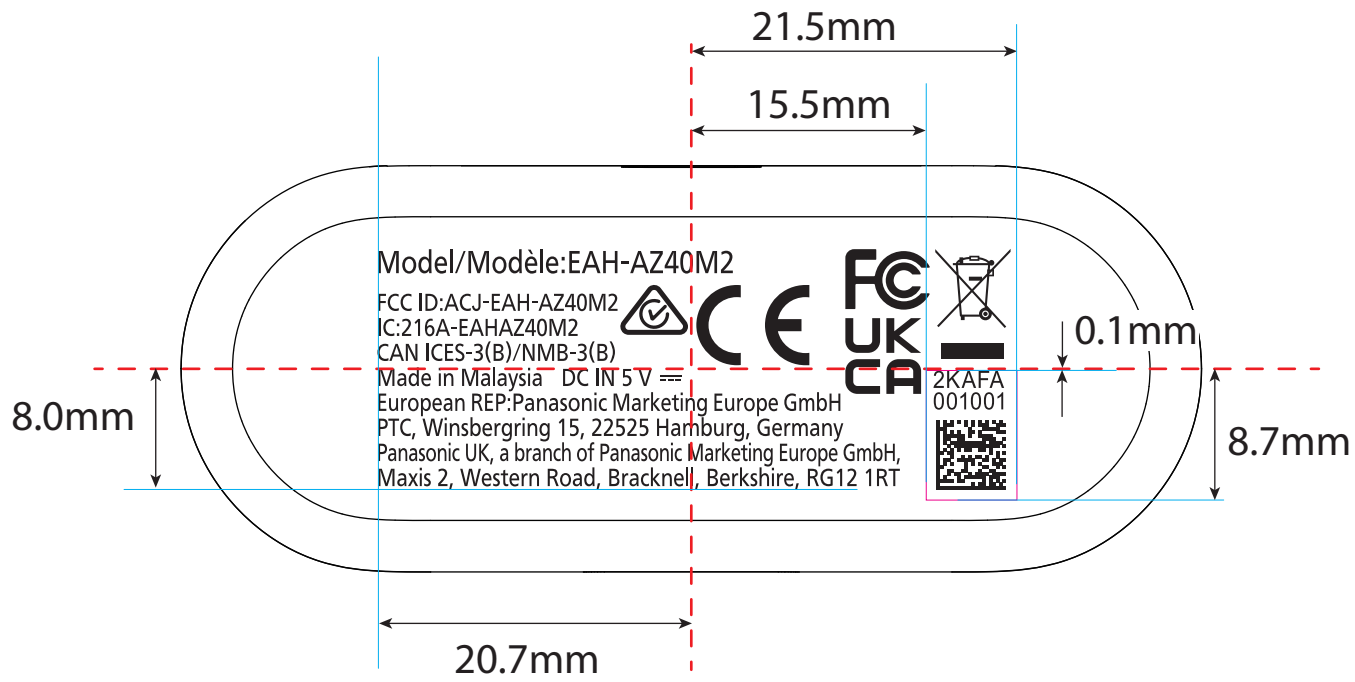 21.5mm
15.5mm
Model/Modèle:EAH-AZ40M2
FCC ID:ACJ-EAH-AZ40M2
IC:216A-EAHAZ40M2
CAN ICES-3(B)/NMB-3(B)
Made in Malaysia DC IN 5 V ⎓
European REP:Panasonic Marketing Europe GmbH
PTC, Winsbergring 15, 22525 Hamburg, Germany
Panasonic UK, a branch of Panasonic Marketing Europe GmbH,
Maxis 2, Western Road, Bracknell, Berkshire, RG12 1RT
CE
FC
UK
CA
0.1mm
2KAFA
001001
8.0mm
8.7mm
20.7mm